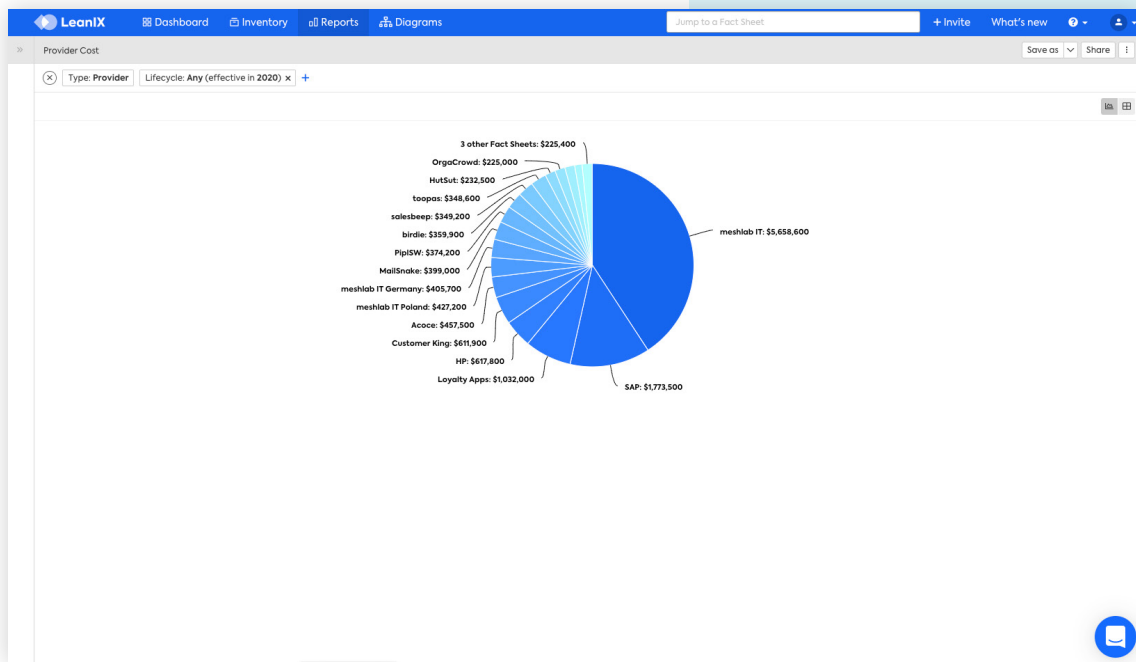 LeanIX Dashboard Inventory Reports Diagrams Jump to a Fact Sheet + Invite What's new
Provider Cost Save as Share
Type: Provider Lifecycle: Any (effective in 2020) × +
3 other Fact Sheets: $225,400
OrgaCrowd: $225,000
HutSut: $232,500
toopas: $348,600
salesbeep: $349,200
birdie: $359,900
PiplSW: $374,200
MailSnake: $399,000
meshlab IT Germany: $405,700
meshlab IT Poland: $427,200
Acoce: $457,500
Customer King: $611,900
HP: $617,800
Loyalty Apps: $1,032,000
SAP: $1,773,500
meshlab IT: $5,658,600